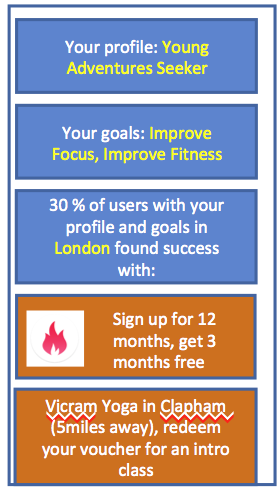 Your profile: Young
Adventures Seeker
Your goals: Improve
Focus, Improve Fitness
30 % of users with your
profile and goals in
London found success
with:
Sign up for 12
months, get 3
months free
Vicram Yoga in Clapham
(5miles away), redeem
your voucher for an intro
class